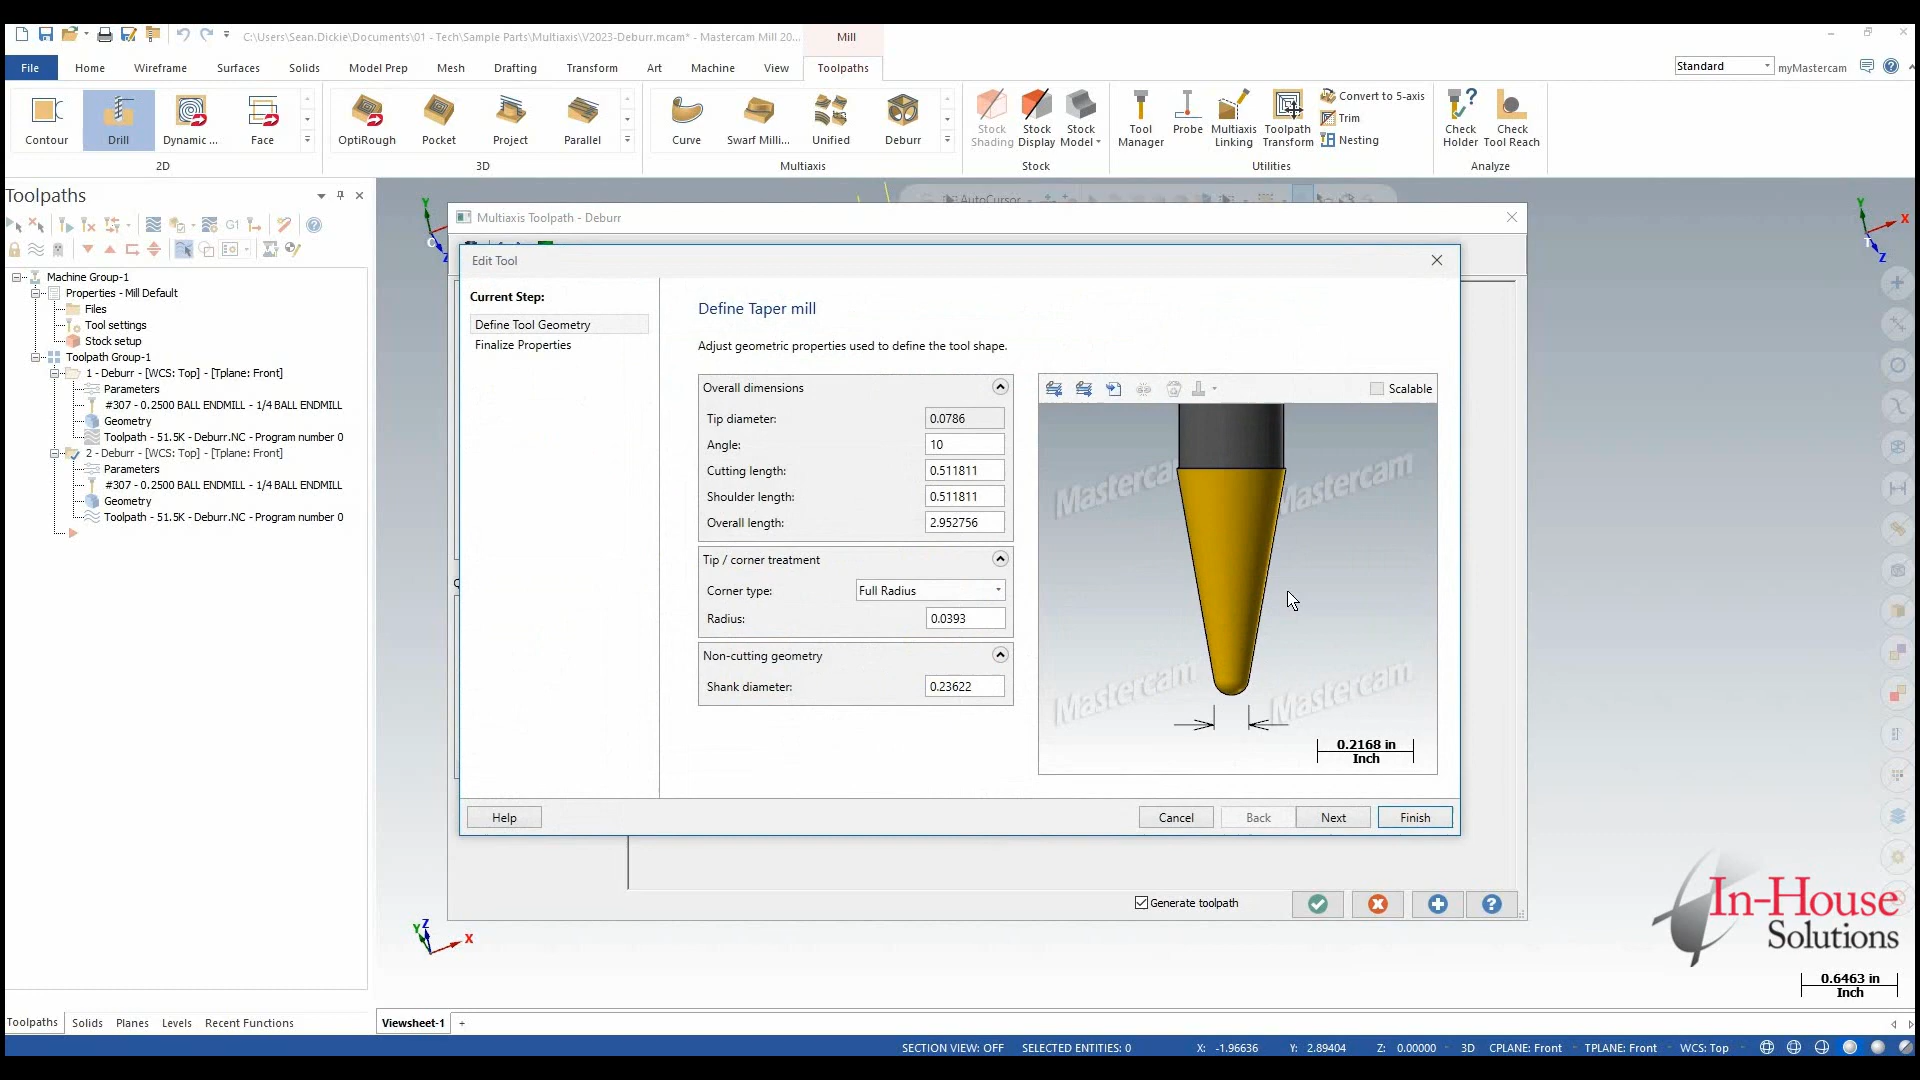 C:\Users\Sean.Dickie\Documents\01 - Tech\Sample Parts\Multiaxis\V2023-Deburr.mcam* - Mastercam Mill 20...
Mill
File
Home
Wireframe
Surfaces
Solids
Model Prep
Mesh
Drafting
Transform
Art
Machine
View
Toolpaths
Standard
myMastercam
Contour
Drill
Dynamic ...
Face
2D
OptiRough
Pocket
Project
Parallel
3D
Curve
Swarf Milli...
Unified
Deburr
Multiaxis
Stock Shading
Stock Display
Stock Model
Stock
Tool Manager
Probe
Multiaxis Linking
Toolpath Transform
Convert to 5-axis
Trim
Nesting
Utilities
Check Holder
Check Tool Reach
Analyze
Toolpaths
G1
Machine Group-1
Properties - Mill Default
Files
Tool settings
Stock setup
Toolpath Group-1
1 - Deburr - [WCS: Top] - [Tplane: Front]
Parameters
#307 - 0.2500 BALL ENDMILL - 1/4 BALL ENDMILL
Geometry
Toolpath - 51.5K - Deburr.NC - Program number 0
2 - Deburr - [WCS: Top] - [Tplane: Front]
Parameters
#307 - 0.2500 BALL ENDMILL - 1/4 BALL ENDMILL
Geometry
Toolpath - 51.5K - Deburr.NC - Program number 0
AutoCursor
Multiaxis Toolpath - Deburr
Edit Tool
Current Step:
Define Tool Geometry
Finalize Properties
Define Taper mill
Adjust geometric properties used to define the tool shape.
Overall dimensions
Tip diameter: 0.0786
Angle: 10
Cutting length: 0.511811
Shoulder length: 0.511811
Overall length: 2.952756
Tip / corner treatment
Corner type: Full Radius
Radius: 0.0393
Non-cutting geometry
Shank diameter: 0.23622
Scalable
Mastercam
Mastercam
Mastercam
Mastercam
0.2168 in
Inch
Help
Cancel
Back
Next
Finish
Generate toolpath
Y
C
Z
Y
X
T
Z
Y
Z
X
In-House
Solutions
0.6463 in
Inch
Toolpaths
Solids
Planes
Levels
Recent Functions
Viewsheet-1
+
SECTION VIEW: OFF
SELECTED ENTITIES: 0
X: -1.96636
Y: 2.89404
Z: 0.00000
3D
CPLANE: Front
TPLANE: Front
WCS: Top